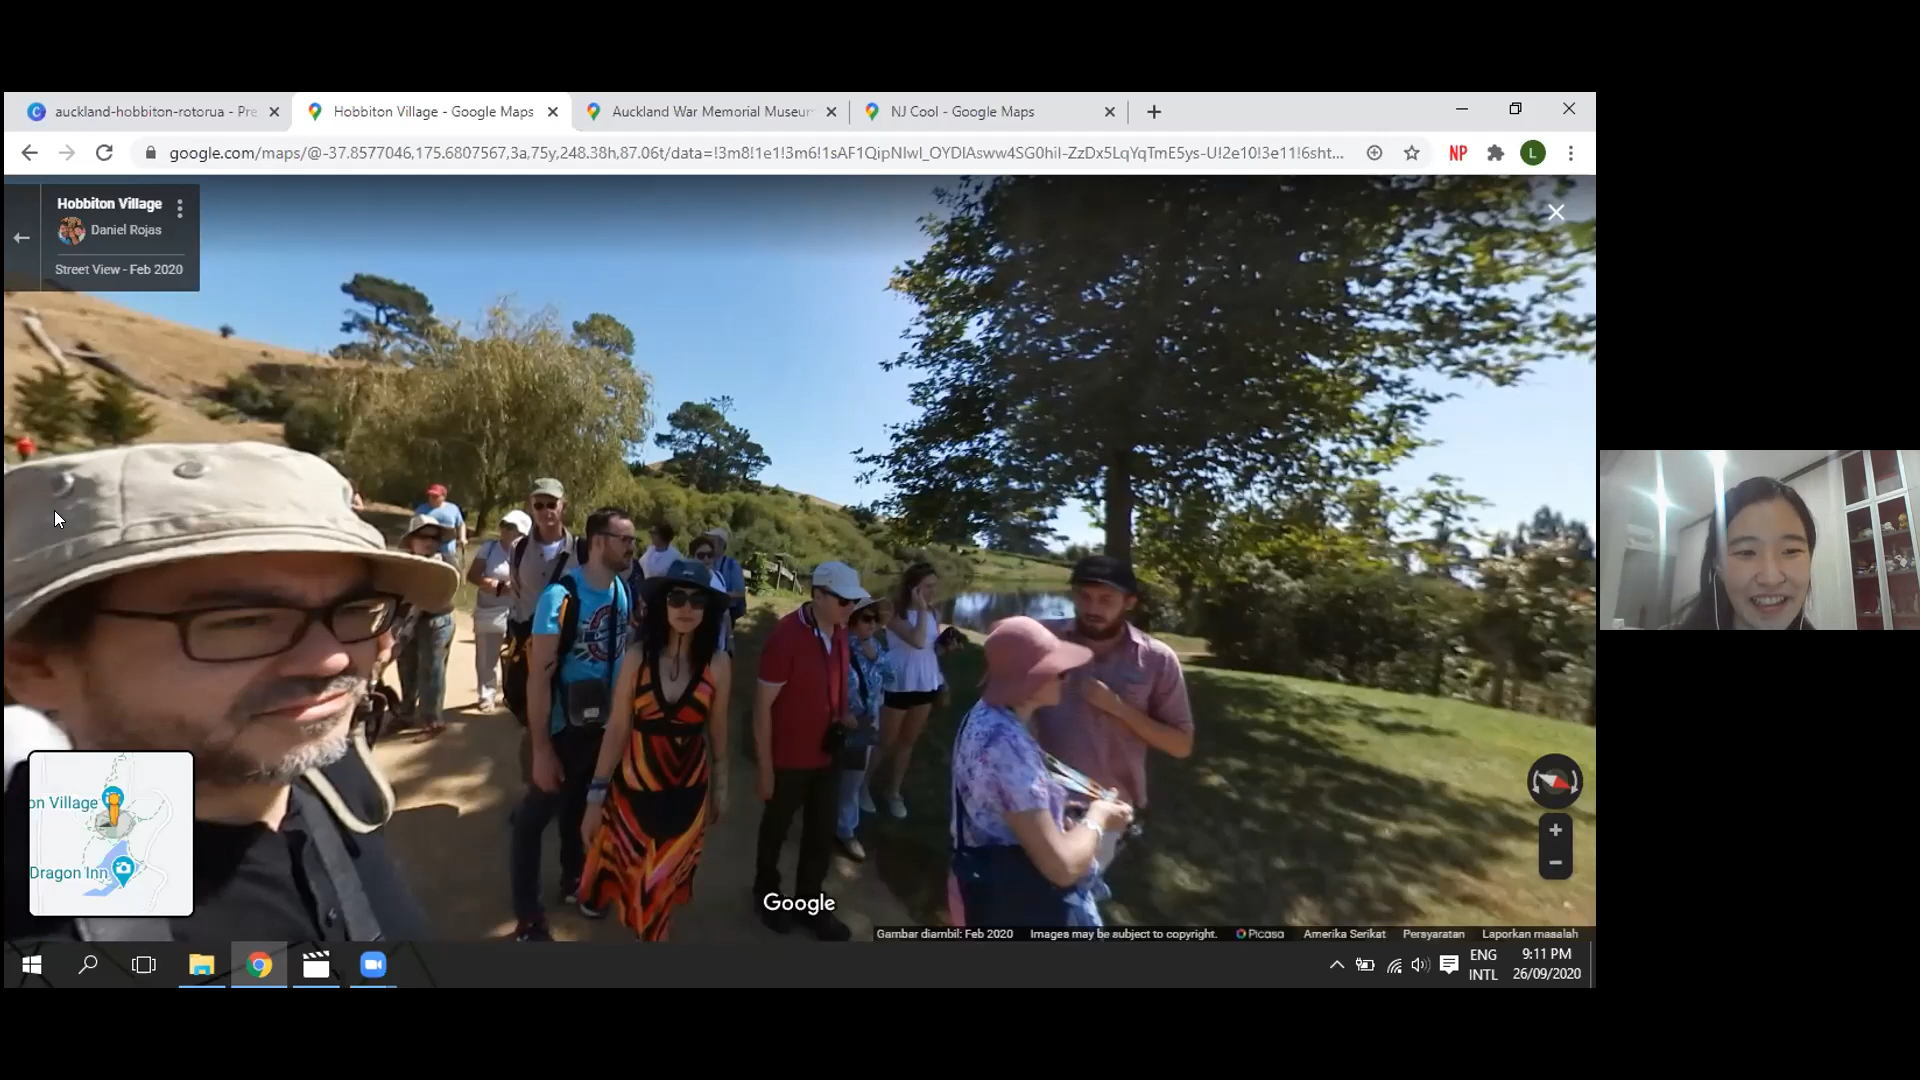 auckland-hobbiton-rotorua - Pre
Hobbiton Village - Google Maps
Auckland War Memorial Museum
NJ Cool - Google Maps
google.com/maps/@-37.8577046,175.6807567,3a,75y,248.38h,87.06t/data=!3m8!1e1!3m6!1sAF1QipNlwl_OYDlAsww4SG0hil-ZzDx5LqYqTmE5ys-U!2e10!3e11!6sht...
NP
L
Hobbiton Village
Daniel Rojas
Street View - Feb 2020
on Village
Dragon Inn
Google
Gambar diambil: Feb 2020 Images may be subject to copyright. Picasa Amerika Serikat Persyaratan Laporkan masalah
ENG
INTL
9:11 PM
26/09/2020